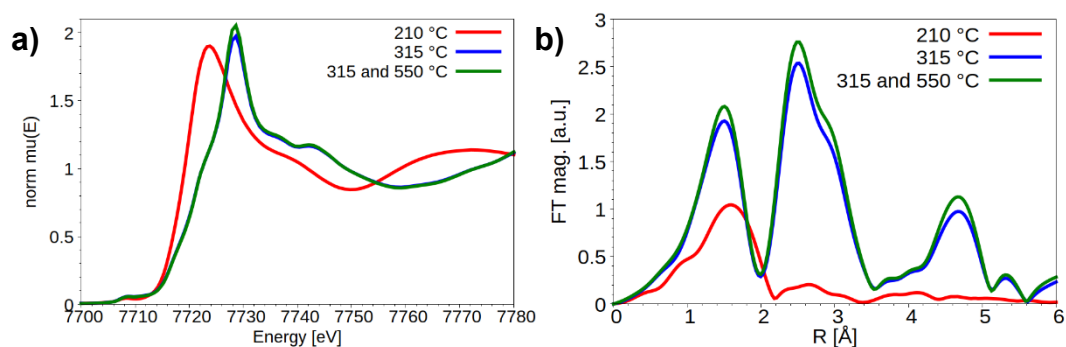 a)
norm mu(E)
2
1.5
1
0.5
0
210 °C
315 °C
315 and 550 °C
7700 7710 7720 7730 7740 7750 7760 7770 7780
Energy [eV]
b)
FT mag. [a.u.]
3
2.5
2
1.5
1
0.5
0
210 °C
315 °C
315 and 550 °C
0 1 2 3 4 5 6
R [Å]